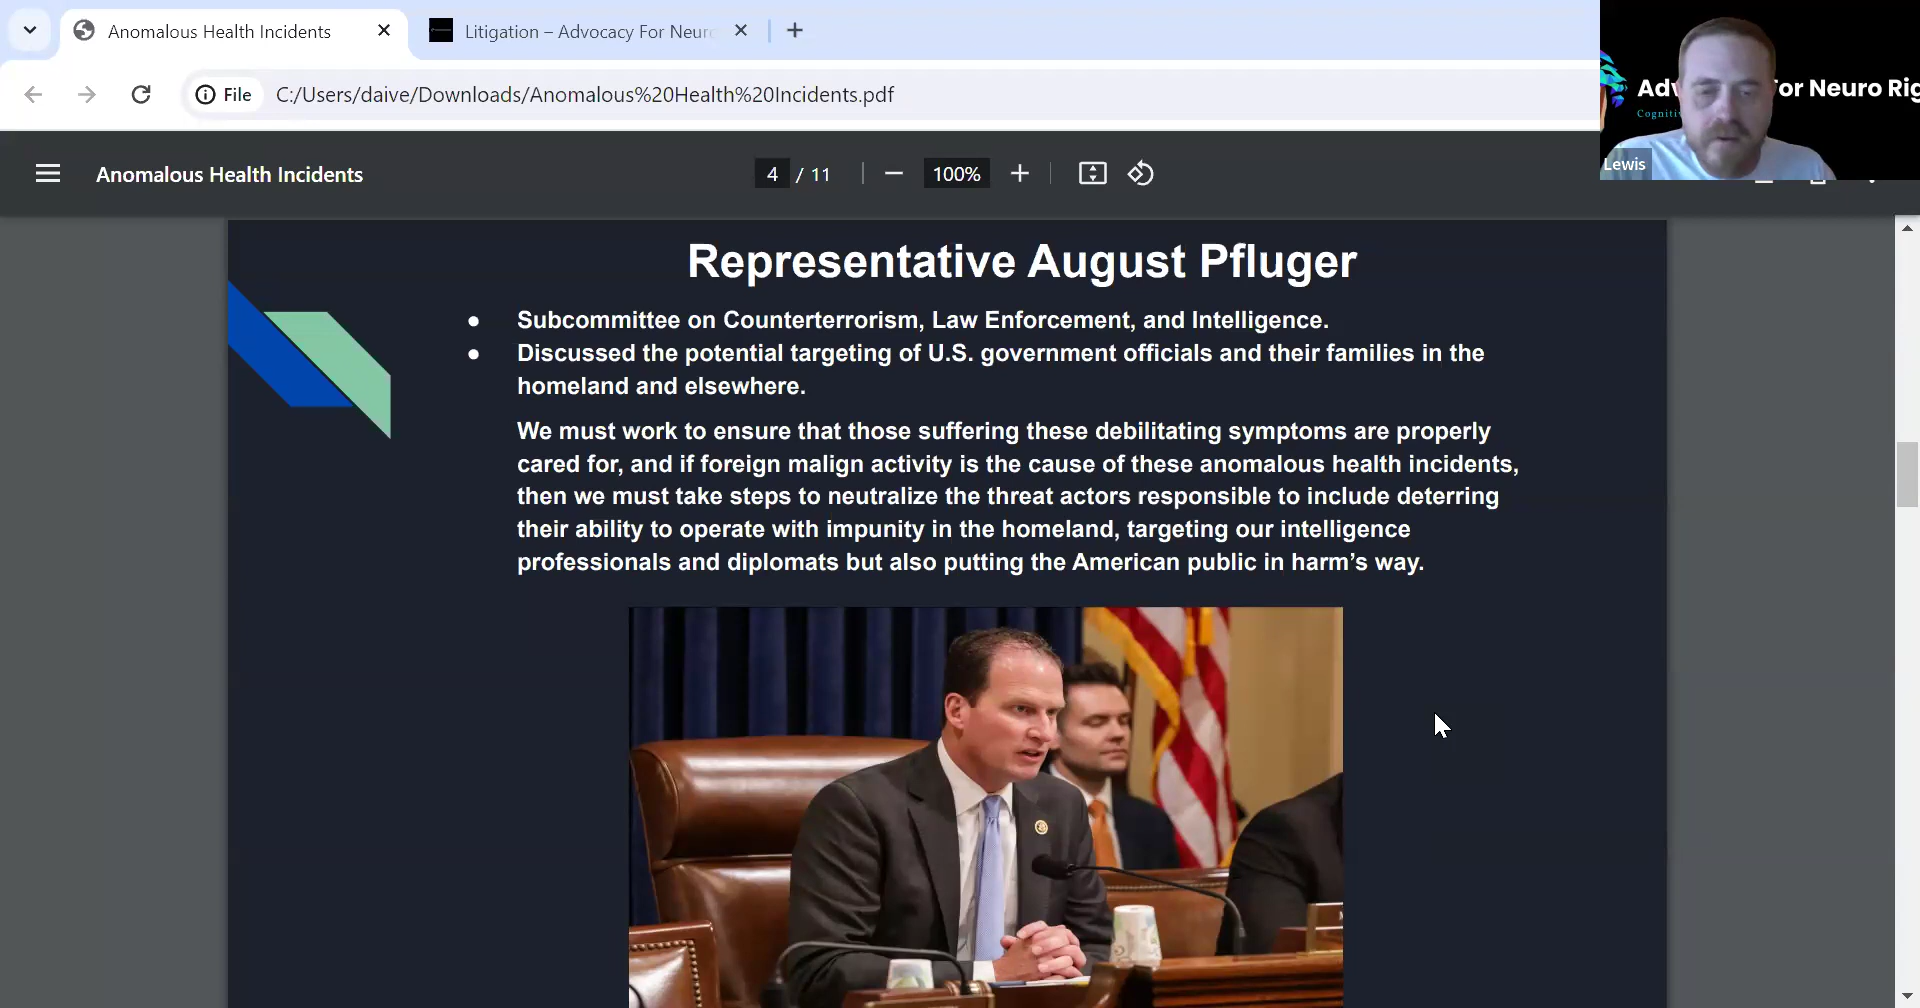 Anomalous Health Incidents
Litigation – Advocacy For Neuro
File
C:/Users/daive/Downloads/Anomalous%20Health%20Incidents.pdf
For Neuro Rig
Lewis
Anomalous Health Incidents
4 / 11
100%
Representative August Pfluger
● Subcommittee on Counterterrorism, Law Enforcement, and Intelligence.
● Discussed the potential targeting of U.S. government officials and their families in the
homeland and elsewhere.
We must work to ensure that those suffering these debilitating symptoms are properly
cared for, and if foreign malign activity is the cause of these anomalous health incidents,
then we must take steps to neutralize the threat actors responsible to include deterring
their ability to operate with impunity in the homeland, targeting our intelligence
professionals and diplomats but also putting the American public in harm’s way.